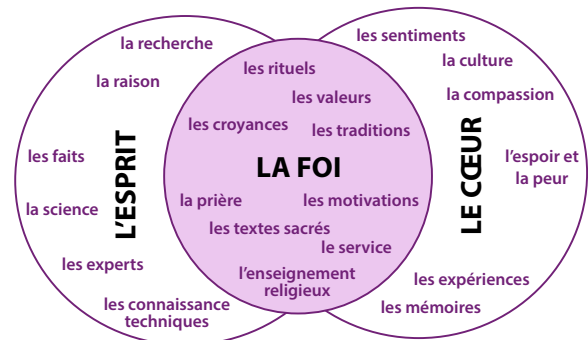 la recherche
la raison
les faits
L'ESPRIT
la science
les experts
les connaissance
techniques
les rituels
les valeurs
les croyances
les traditions
LA FOI
la prière
les motivations
les textes sacrés
le service
l'enseignement
religieux
les sentiments
la culture
la compassion
LE CŒUR
l'espoir et
la peur
les expériences
les mémoires